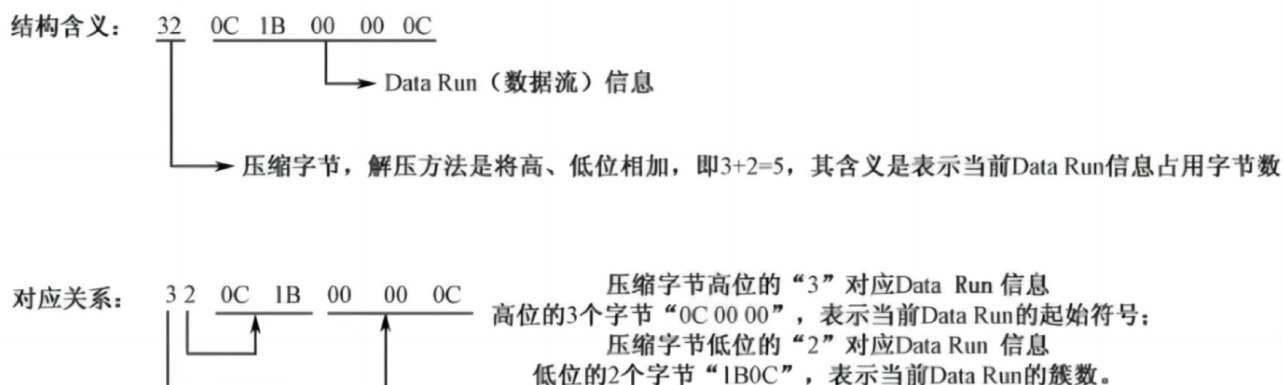 结构含义： 32 0C 1B 00 00 0C
Data Run（数据流）信息
压缩字节，解压方法是将高、低位相加，即3+2=5，其含义是表示当前Data Run信息占用字节数
对应关系： 3 2 0C 1B 00 00 0C
压缩字节高位的“3”对应Data Run 信息
高位的3个字节“0C 00 00”，表示当前Data Run的起始符号；
压缩字节低位的“2”对应Data Run 信息
低位的2个字节“1B0C”，表示当前Data Run的簇数。